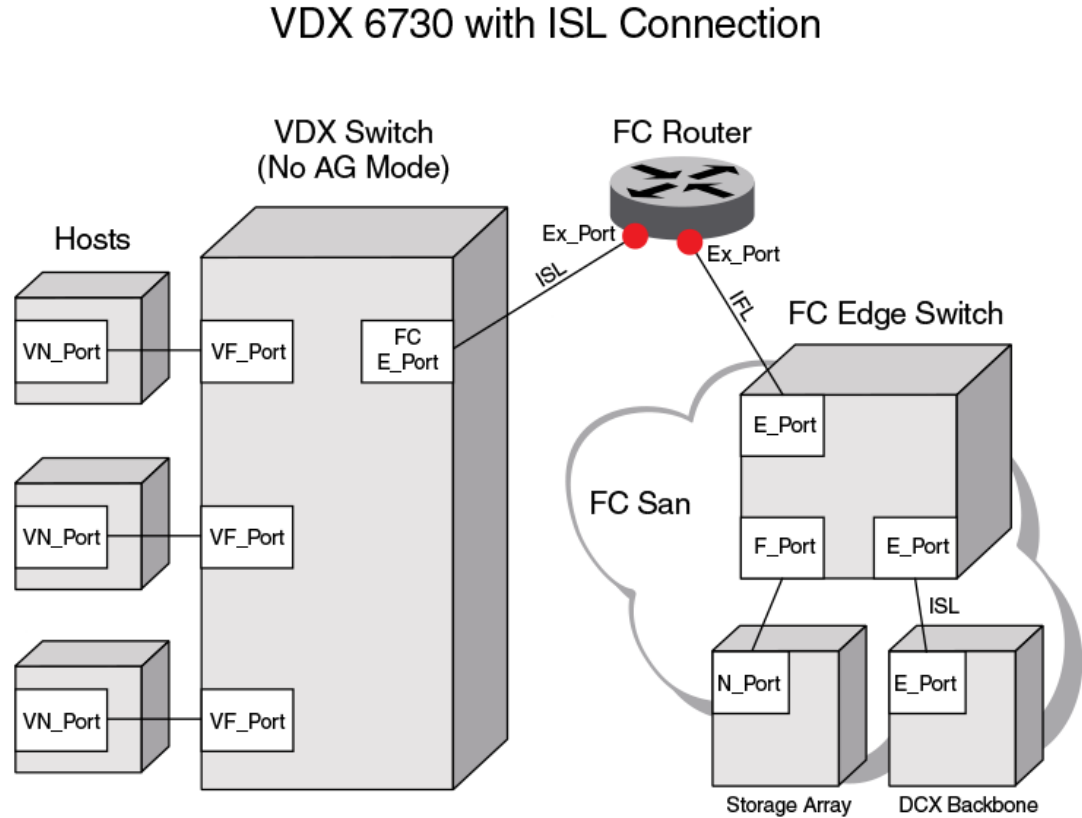 VDX 6730 with ISL Connection
VDX Switch
(No AG Mode)
FC Router
Hosts
Ex_Port
Ex_Port
ISL
IFL
FC Edge Switch
VN_Port
VF_Port
FC
E_Port
E_Port
FC San
VN_Port
VF_Port
F_Port
E_Port
ISL
VN_Port
VF_Port
N_Port
E_Port
Storage Array
DCX Backbone